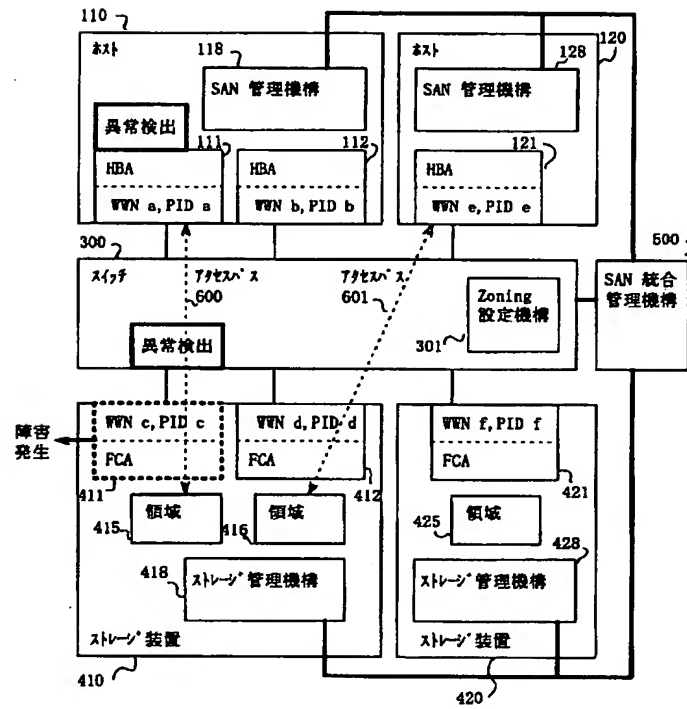 110
ホスト
118
SAN 管理機構
異常検出
111
112
HBA
WWN a,PID a
HBA
WWN b,PID b
120
ホスト
128
SAN 管理機構
121
HBA
WWN e,PID e
300
スイッチ
アクセスパス
600
アクセスパス
601
Zoning
設定機構
301
異常検出
500
SAN 統合
管理機構
障害
発生
WWN c,PID c
FCA
411
WWN d,PID d
FCA
412
WWN f,PID f
FCA
421
領域
415
領域
416
領域
425
418
ストレージ管理機構
428
ストレージ管理機構
ストレージ装置
410
ストレージ装置
420